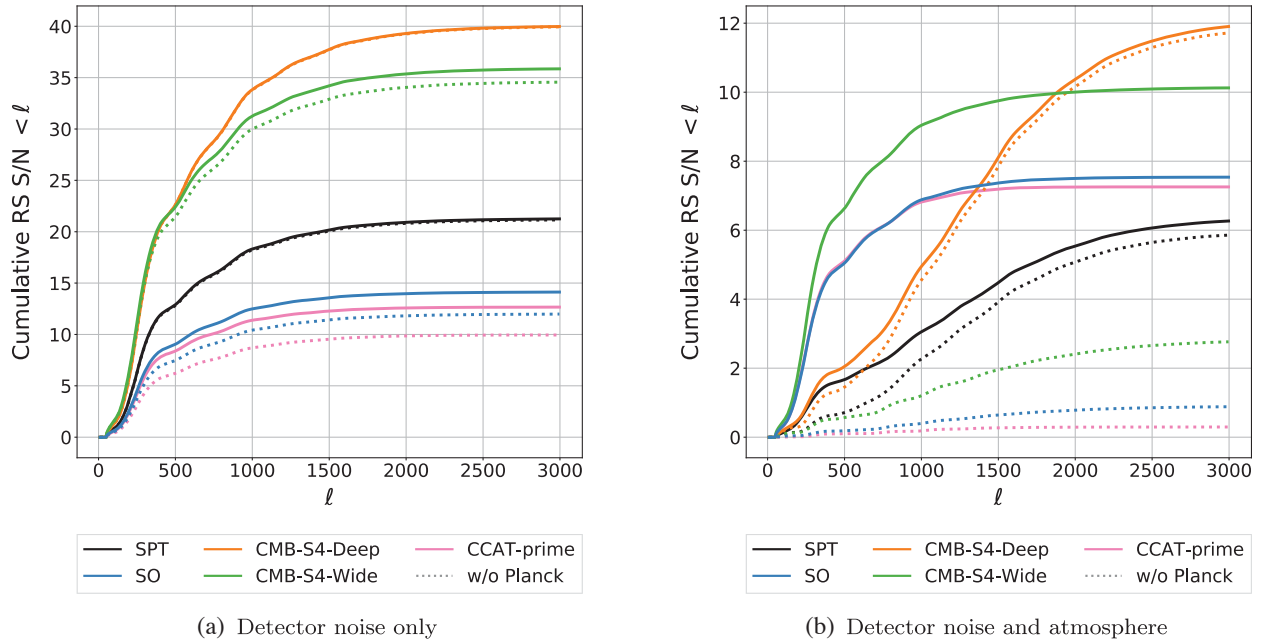 Cumulative RS S/N < ℓ
40
35
30
25
20
15
10
5
0
0 500 1000 1500 2000 2500 3000
ℓ
SPT CMB-S4-Deep CCAT-prime
SO CMB-S4-Wide w/o Planck
(a) Detector noise only
Cumulative RS S/N < ℓ
12
10
8
6
4
2
0
0 500 1000 1500 2000 2500 3000
ℓ
SPT CMB-S4-Deep CCAT-prime
SO CMB-S4-Wide w/o Planck
(b) Detector noise and atmosphere